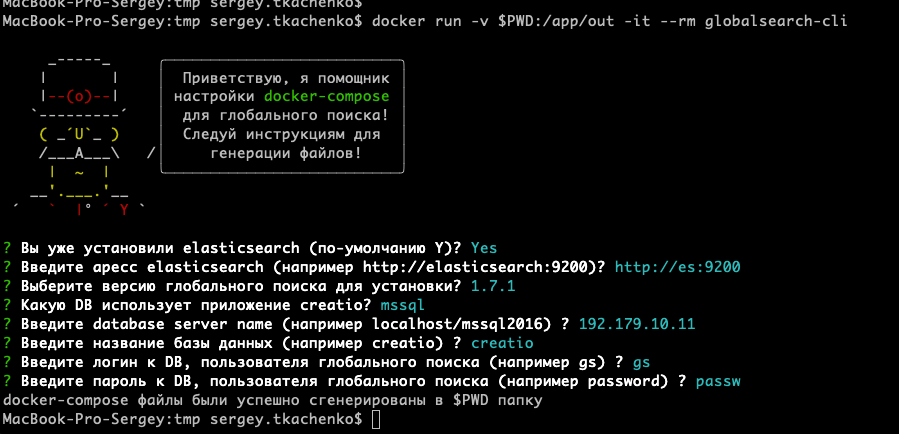 MacBook-Pro-Sergey:tmp sergey.tkachenko$
MacBook-Pro-Sergey:tmp sergey.tkachenko$ docker run -v $PWD:/app/out -it --rm globalsearch-cli
Приветствую, я помощник
настройки docker-compose
для глобального поиска!
Следуй инструкциям для
генерации файлов!
? Вы уже установили elasticsearch (по-умолчанию Y)? Yes
? Введите аресс elasticsearch (например http://elasticsearch:9200)? http://es:9200
? Выберите версию глобального поиска для установки? 1.7.1
? Какую DB использует приложение creatio? mssql
? Введите database server name (например localhost/mssql2016) ? 192.179.10.11
? Введите название базы данных (например creatio) ? creatio
? Введите логин к DB, пользователя глобального поиска (например gs) ? gs
? Введите пароль к DB, пользователя глобального поиска (например password) ? passw
docker-compose файлы были успешно сгенерированы в $PWD папку
MacBook-Pro-Sergey:tmp sergey.tkachenko$